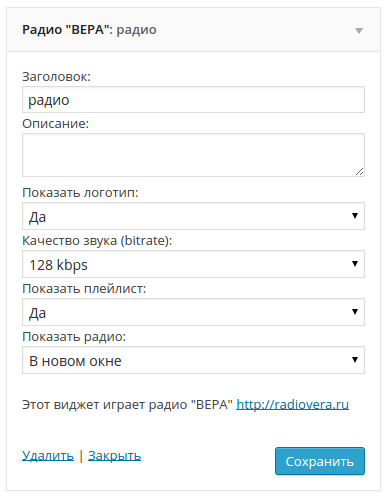 Радио "ВЕРА": радио
Заголовок:
радио
Описание:
Показать логотип:
Да
Качество звука (bitrate):
128 kbps
Показать плейлист:
Да
Показать радио:
В новом окне
Этот виджет играет радио "ВЕРА" http://radiovera.ru
Удалить | Закрыть
Сохранить